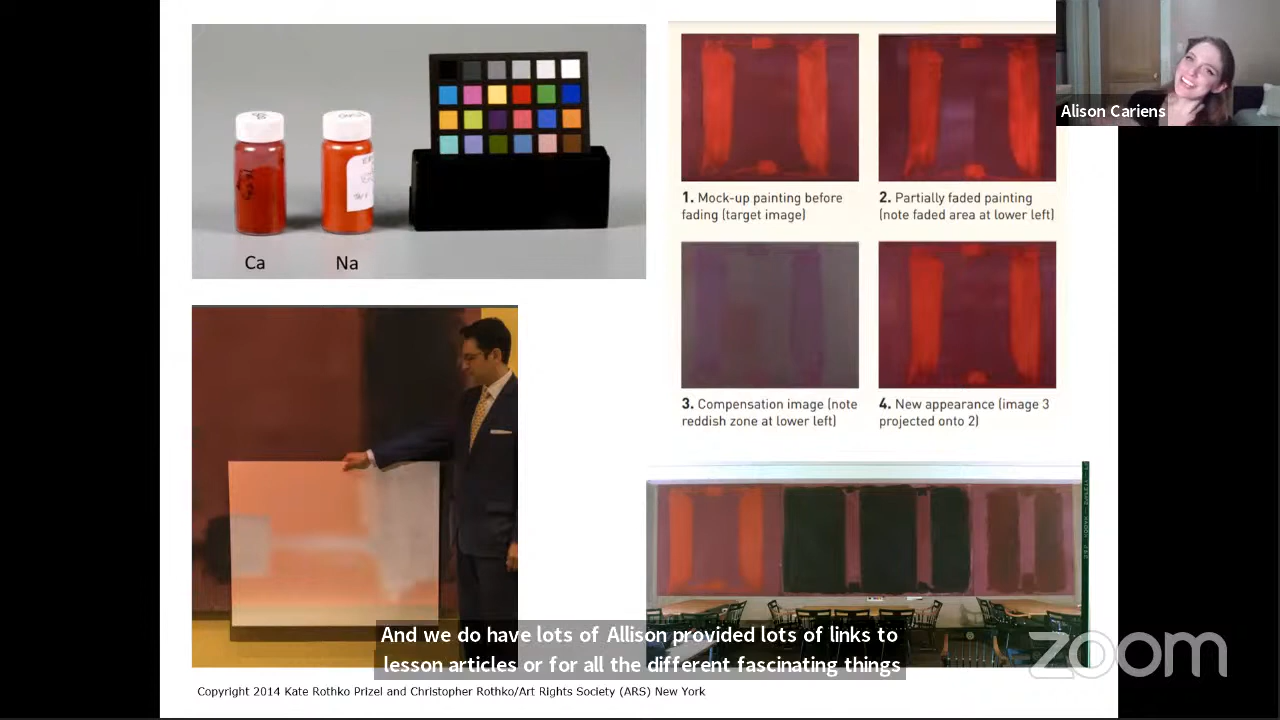 Alison Cariens
1. Mock-up painting before
fading (target image)
2. Partially faded painting
(note faded area at lower left)
Ca
Na
3. Compensation image (note
reddish zone at lower left)
4. New appearance (image 3
projected onto 2)
And we do have lots of Allison provided lots of links to
lesson articles or for all the different fascinating things
zoom
Copyright 2014 Kate Rothko Prizel and Christopher Rothko/Art Rights Society (ARS) New York